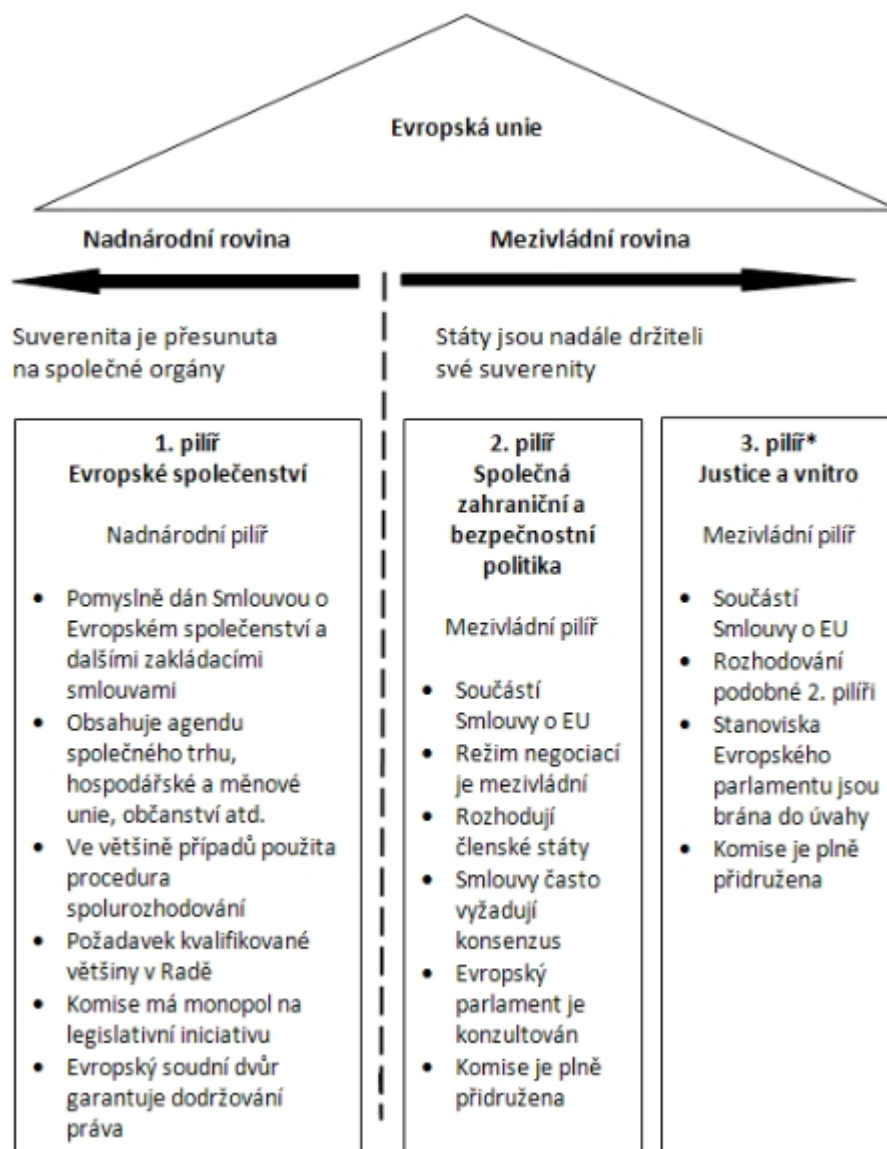 Evropská unie
Nadnárodní rovina
Mezivládní rovina
Suverenita je přesunuta
na společné orgány
Státy jsou nadále držiteli
své suverenity
1. pilíř
Evropské společenství
Nadnárodní pilíř
• Pomyslně dán Smlouvou o
Evropském společenství a
dalšími zakládacími
smlouvami
• Obsahuje agendu
společného trhu,
hospodářské a měnové
unie, občanství atd.
• Ve většině případů použita
procedura
spolurozhodování
• Požadavek kvalifikované
většiny v Radě
• Komise má monopol na
legislativní iniciativu
• Evropský soudní dvůr
garantuje dodržování
práva
2. pilíř
Společná
zahraniční a
bezpečnostní
politika
Mezivládní pilíř
• Součástí
Smlouvy o EU
• Režim negociací
je mezivládní
• Rozhodují
členské státy
• Smlouvy často
vyžadují
konsenzus
• Evropský
parlament je
konzultován
• Komise je plně
přidružena
3. pilíř*
Justice a vnitro
Mezivládní pilíř
• Součástí
Smlouvy o EU
• Rozhodování
podobné 2. pilíři
• Stanoviska
Evropského
parlamentu jsou
brána do úvahy
• Komise je plně
přidružena